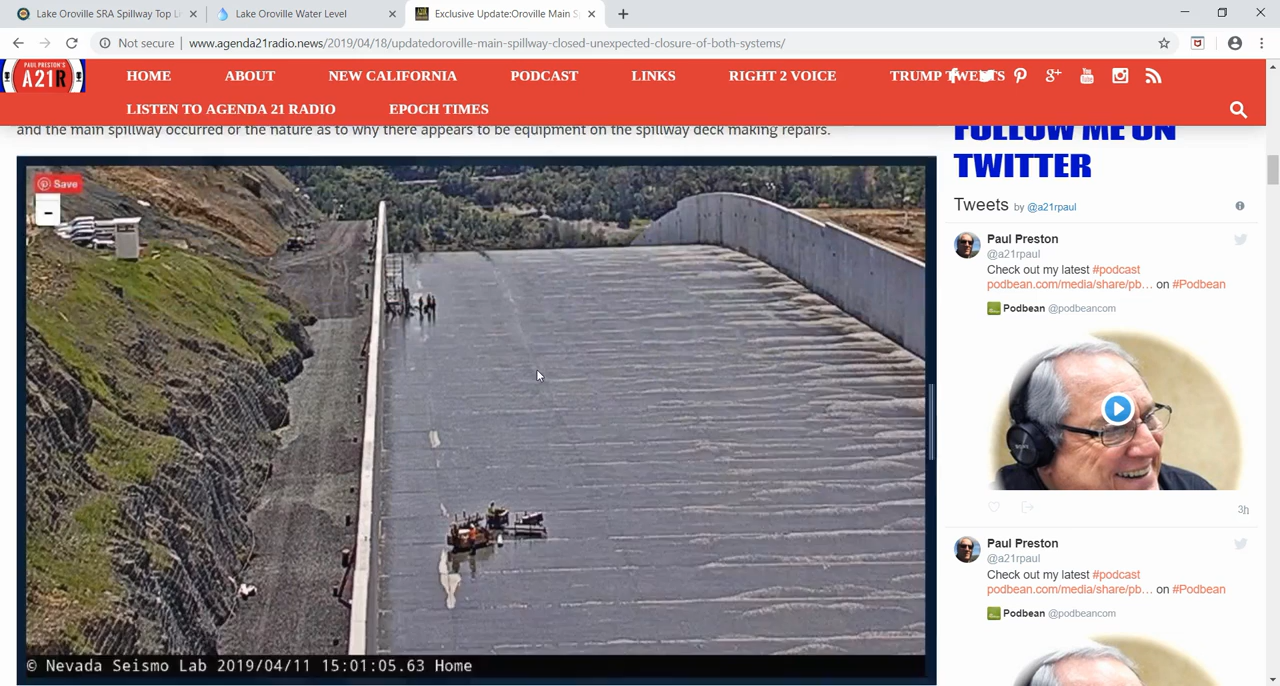 Lake Oroville SRA Spillway Top L
Lake Oroville Water Level
Exclusive Update:Oroville Main S
Not secure | www.agenda21radio.news/2019/04/18/updatedoroville-main-spillway-closed-unexpected-closure-of-both-systems/
PAUL PRESTON'S
A21R
HOME ABOUT NEW CALIFORNIA PODCAST LINKS RIGHT 2 VOICE TRUMP TWEETS
LISTEN TO AGENDA 21 RADIO EPOCH TIMES
and the main spillway occurred or the nature as to why there appears to be equipment on the spillway deck making repairs.
Save
© Nevada Seismo Lab 2019/04/11 15:01:05.63 Home
FOLLOW ME ON
TWITTER
Tweets by @a21rpaul
Paul Preston
@a21rpaul
Check out my latest #podcast
podbean.com/media/share/pb… on #Podbean
Podbean @podbeancom
3h
Paul Preston
@a21rpaul
Check out my latest #podcast
podbean.com/media/share/pb… on #Podbean
Podbean @podbeancom